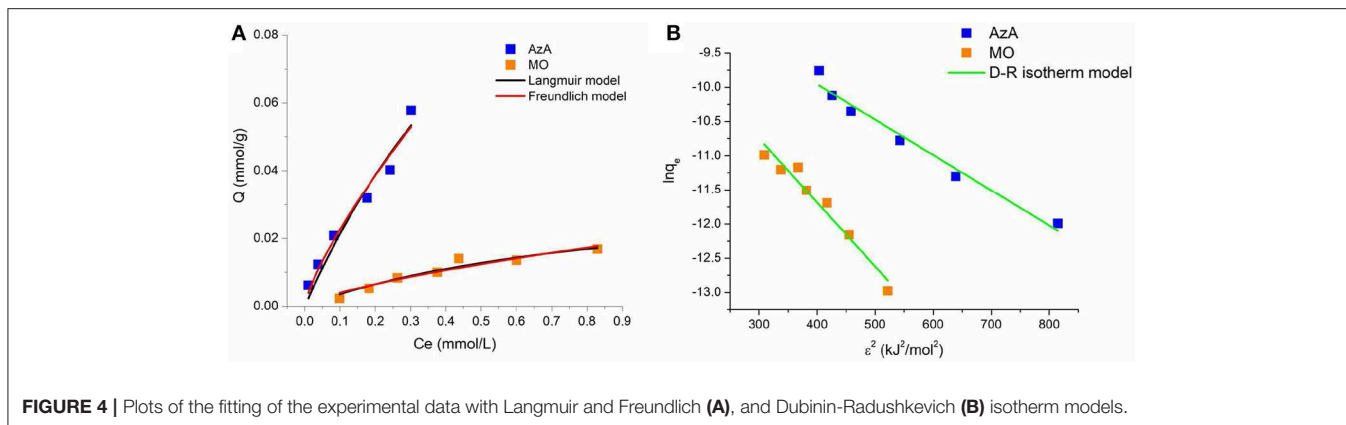 A
AzA
MO
Langmuir model
Freundlich model
Q (mmol/g)
0.08
0.06
0.04
0.02
0.00
0.0 0.1 0.2 0.3 0.4 0.5 0.6 0.7 0.8 0.9
Ce (mmol/L)
B
AzA
MO
D-R isotherm model
lnqₑ
-9.5
-10.0
-10.5
-11.0
-11.5
-12.0
-12.5
-13.0
300 400 500 600 700 800
ε² (kJ²/mol²)
FIGURE 4 | Plots of the fitting of the experimental data with Langmuir and Freundlich (A), and Dubinin-Radushkevich (B) isotherm models.